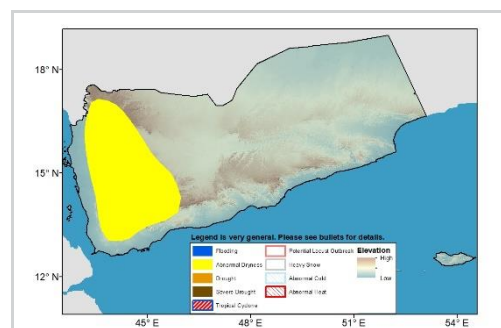 18° N
15° N
12° N
Legend is very general. Please see bullets for details.
Flooding
Abnormal Dryness
Drought
Severe Drought
Tropical Cyclone
Potential Locust Outbreak
Heavy Snow
Abnormal Cold
Abnormal Heat
Elevation
High
Low
45° E
48° E
51° E
54° E